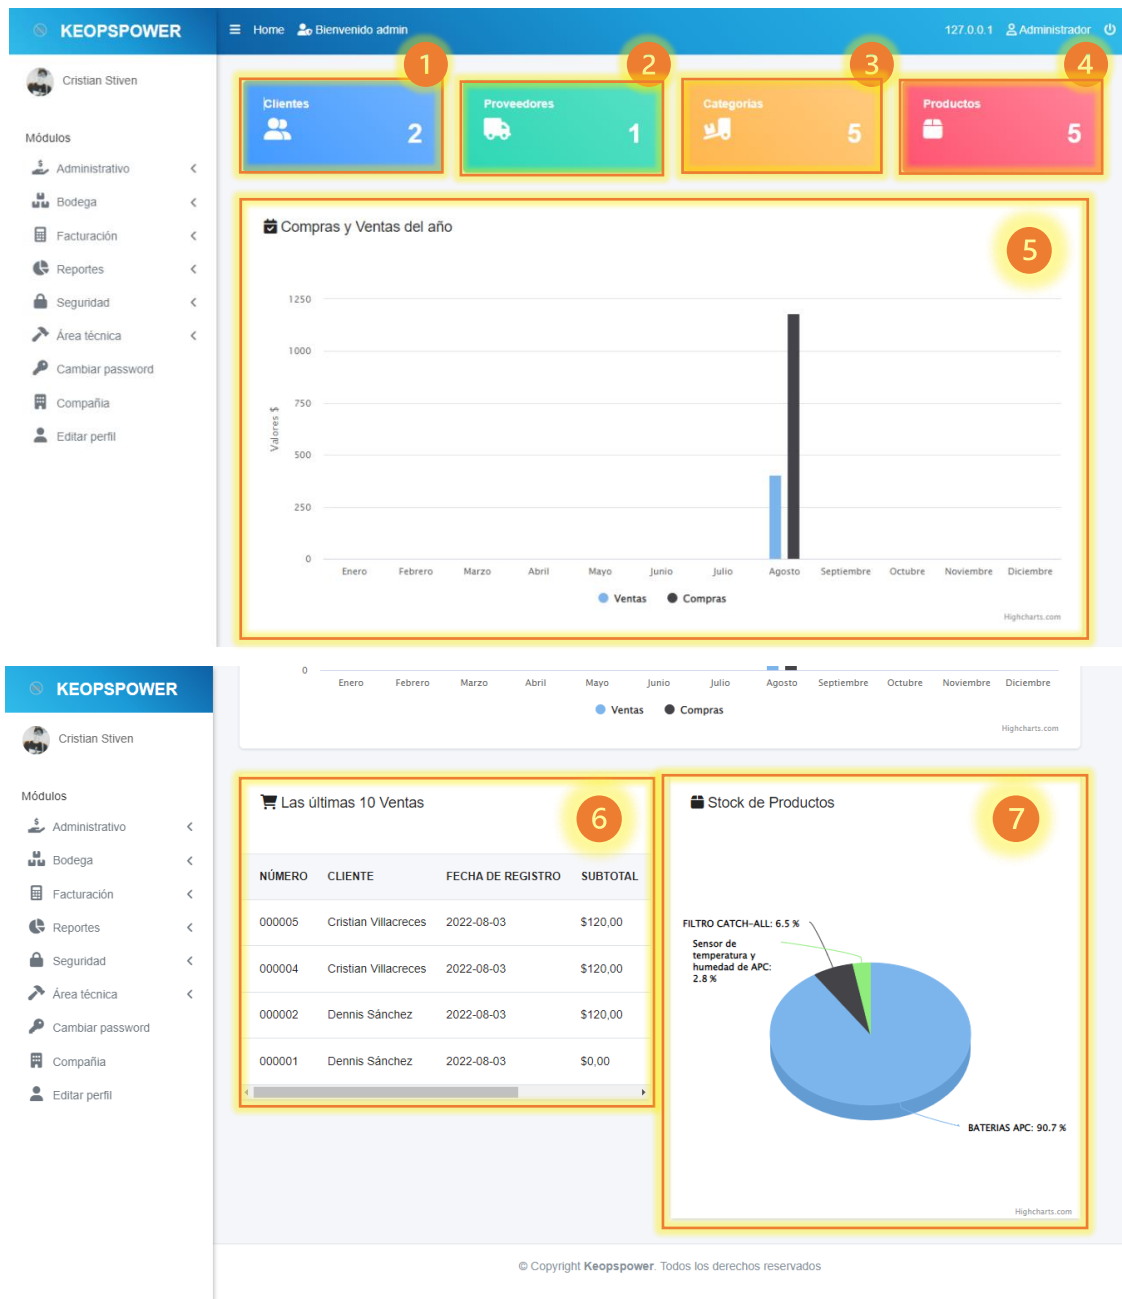 KEOPSPOWER
Home Bienvenido admin 127.0.0.1 Administrador
Cristian Stiven
Módulos
Administrativo
Bodega
Facturación
Reportes
Seguridad
Área técnica
Cambiar password
Compañia
Editar perfil
1
Clientes
2
2
Proveedores
1
3
Categorias
5
4
Productos
5
Compras y Ventas del año
5
Valores $
1250
1000
750
500
250
0
Enero Febrero Marzo Abril Mayo Junio Julio Agosto Septiembre Octubre Noviembre Diciembre
Ventas Compras
Highcharts.com
KEOPSPOWER
Cristian Stiven
Módulos
Administrativo
Bodega
Facturación
Reportes
Seguridad
Área técnica
Cambiar password
Compañia
Editar perfil
0
Enero Febrero Marzo Abril Mayo Junio Julio Agosto Septiembre Octubre Noviembre Diciembre
Ventas Compras
Highcharts.com
Las últimas 10 Ventas
6
NÚMERO CLIENTE FECHA DE REGISTRO SUBTOTAL
000005 Cristian Villacreces 2022-08-03 $120,00
000004 Cristian Villacreces 2022-08-03 $120,00
000002 Dennis Sánchez 2022-08-03 $120,00
000001 Dennis Sánchez 2022-08-03 $0,00
Stock de Productos
7
FILTRO CATCH-ALL: 6.5 %
Sensor de
temperatura y
humedad de APC:
2.8 %
BATERIAS APC: 90.7 %
Highcharts.com
© Copyright Keopspower. Todos los derechos reservados